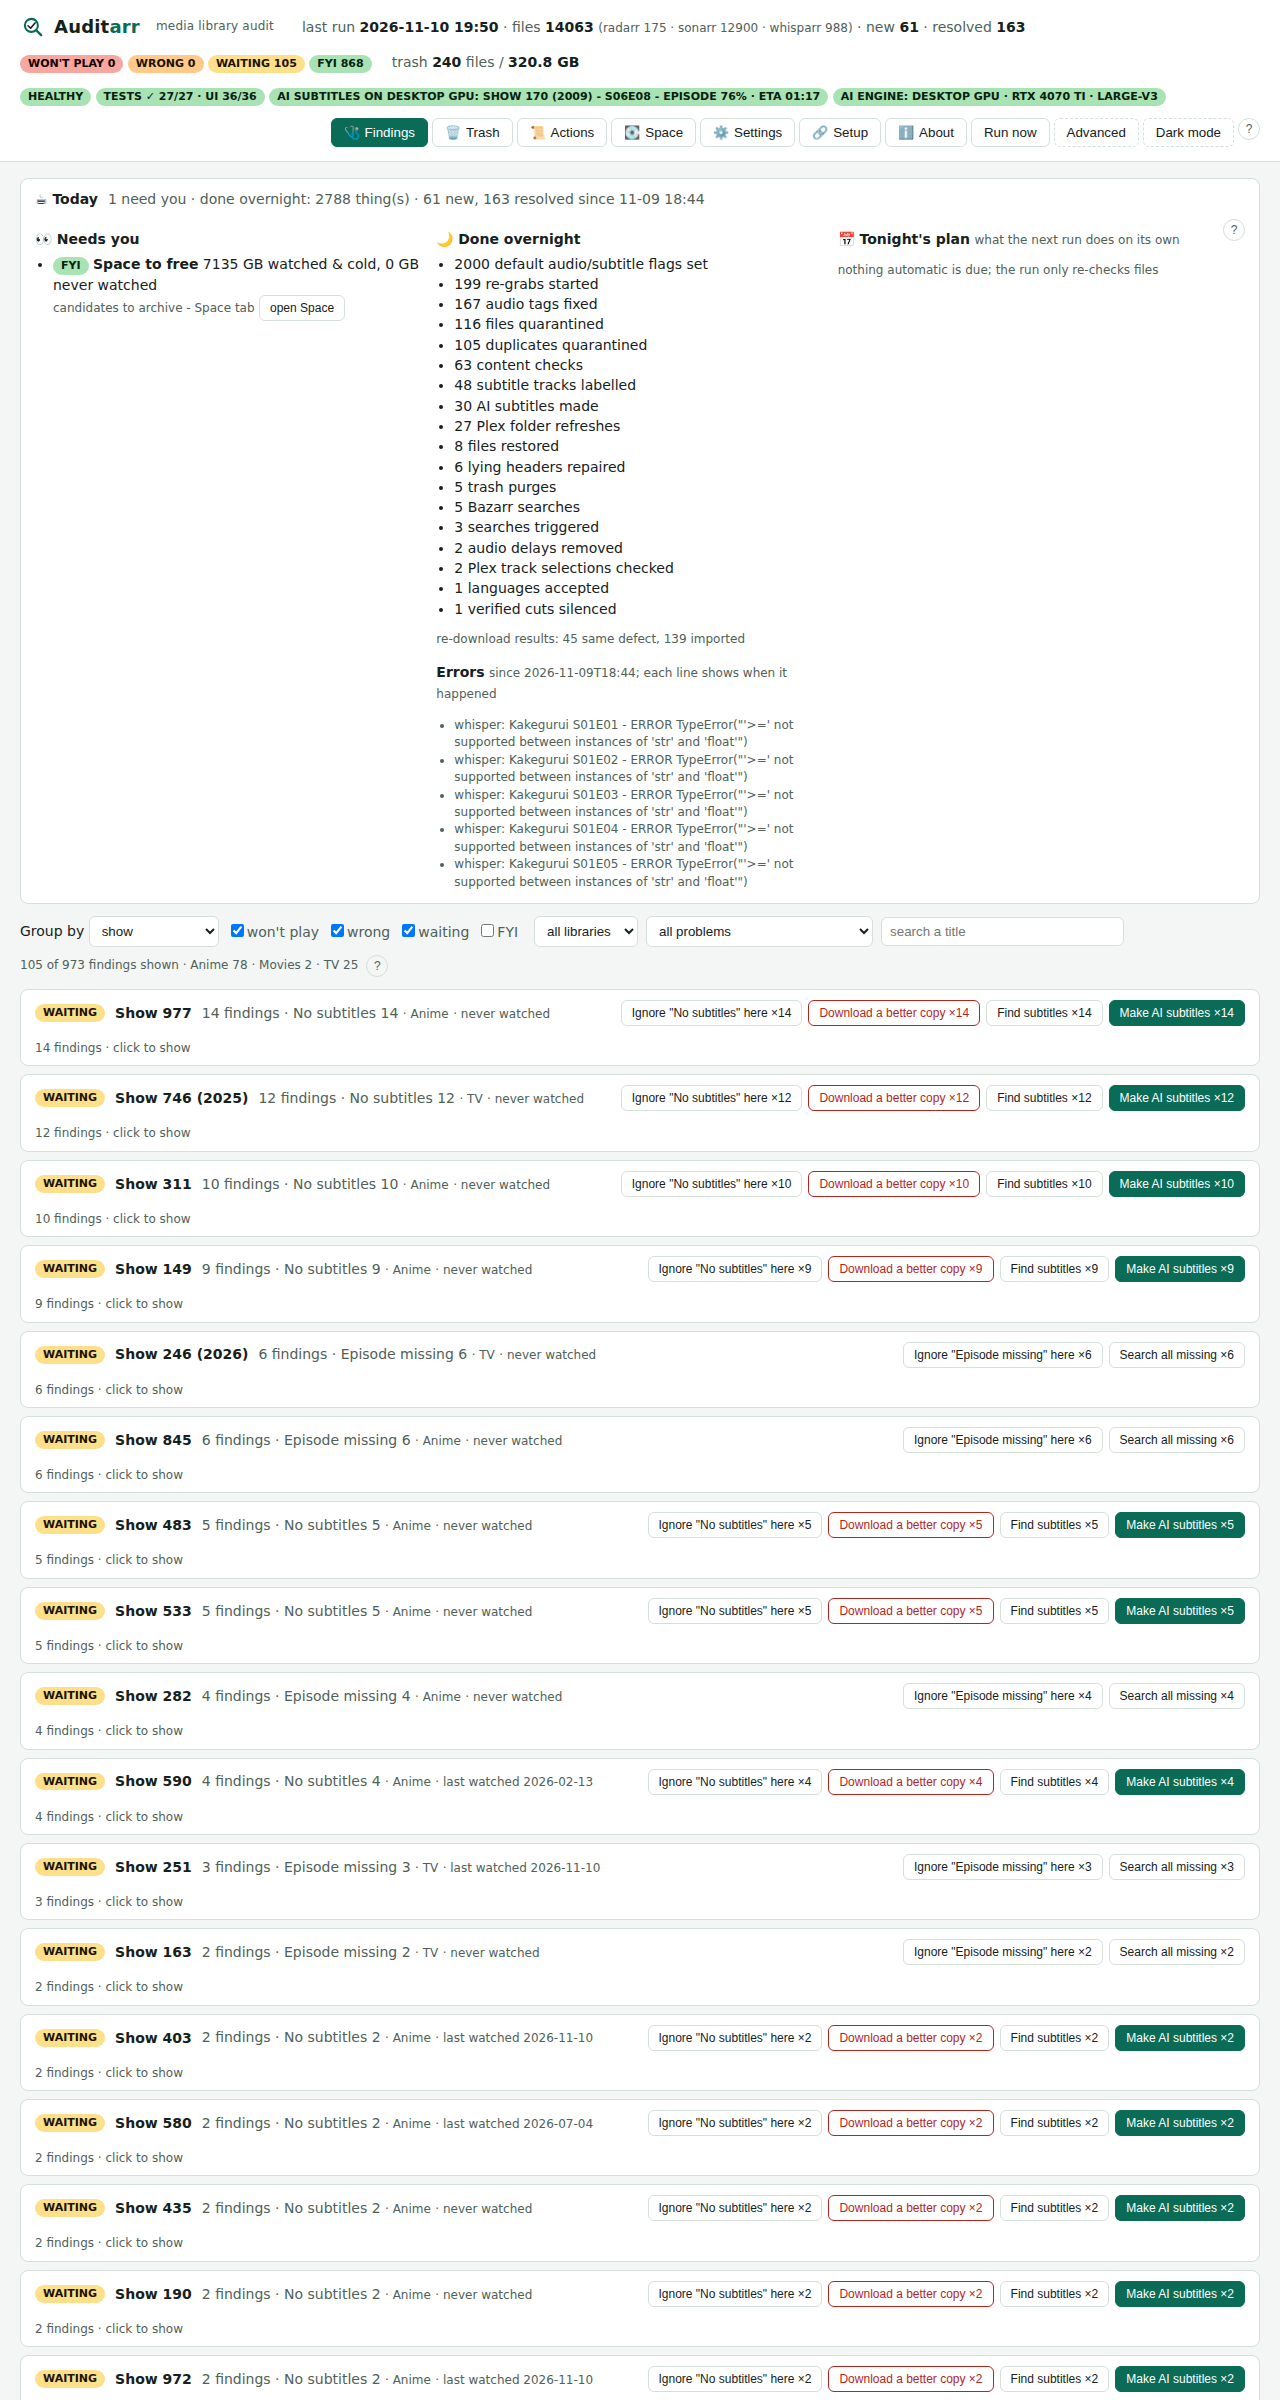 Auditarr media library audit last run 2026-11-10 19:50 · files 14063 (radarr 175 · sonarr 12900 · whisparr 988) · new 61 · resolved 163
WON'T PLAY 0 WRONG 0 WAITING 105 FYI 868 trash 240 files / 320.8 GB
HEALTHY TESTS ✓ 27/27 · UI 36/36 AI SUBTITLES ON DESKTOP GPU: SHOW 170 (2009) - S06E08 - EPISODE 76% · ETA 01:17 AI ENGINE: DESKTOP GPU · RTX 4070 TI · LARGE-V3
🩺 Findings 🗑️ Trash 📜 Actions 💽 Space ⚙️ Settings 🔗 Setup ℹ️ About Run now Advanced Dark mode ?
☕ Today 1 need you · done overnight: 2788 thing(s) · 61 new, 163 resolved since 11-09 18:44
?
👀 Needs you
• FYI Space to free 7135 GB watched & cold, 0 GB
never watched
candidates to archive - Space tab open Space
🌙 Done overnight
• 2000 default audio/subtitle flags set
• 199 re-grabs started
• 167 audio tags fixed
• 116 files quarantined
• 105 duplicates quarantined
• 63 content checks
• 48 subtitle tracks labelled
• 30 AI subtitles made
• 27 Plex folder refreshes
• 8 files restored
• 6 lying headers repaired
• 5 trash purges
• 5 Bazarr searches
• 3 searches triggered
• 2 audio delays removed
• 2 Plex track selections checked
• 1 languages accepted
• 1 verified cuts silenced
re-download results: 45 same defect, 139 imported
Errors since 2026-11-09T18:44; each line shows when it
happened
• whisper: Kakegurui S01E01 - ERROR TypeError("'>=' not
supported between instances of 'str' and 'float'")
• whisper: Kakegurui S01E02 - ERROR TypeError("'>=' not
supported between instances of 'str' and 'float'")
• whisper: Kakegurui S01E03 - ERROR TypeError("'>=' not
supported between instances of 'str' and 'float'")
• whisper: Kakegurui S01E04 - ERROR TypeError("'>=' not
supported between instances of 'str' and 'float'")
• whisper: Kakegurui S01E05 - ERROR TypeError("'>=' not
supported between instances of 'str' and 'float'")
📅 Tonight's plan what the next run does on its own
nothing automatic is due; the run only re-checks files
Group by show won't play wrong waiting FYI all libraries all problems search a title
105 of 973 findings shown · Anime 78 · Movies 2 · TV 25 ?
WAITING Show 977 14 findings · No subtitles 14 · Anime · never watched Ignore "No subtitles" here ×14 Download a better copy ×14 Find subtitles ×14 Make AI subtitles ×14
14 findings · click to show
WAITING Show 746 (2025) 12 findings · No subtitles 12 · TV · never watched Ignore "No subtitles" here ×12 Download a better copy ×12 Find subtitles ×12 Make AI subtitles ×12
12 findings · click to show
WAITING Show 311 10 findings · No subtitles 10 · Anime · never watched Ignore "No subtitles" here ×10 Download a better copy ×10 Find subtitles ×10 Make AI subtitles ×10
10 findings · click to show
WAITING Show 149 9 findings · No subtitles 9 · Anime · never watched Ignore "No subtitles" here ×9 Download a better copy ×9 Find subtitles ×9 Make AI subtitles ×9
9 findings · click to show
WAITING Show 246 (2026) 6 findings · Episode missing 6 · TV · never watched Ignore "Episode missing" here ×6 Search all missing ×6
6 findings · click to show
WAITING Show 845 6 findings · Episode missing 6 · Anime · never watched Ignore "Episode missing" here ×6 Search all missing ×6
6 findings · click to show
WAITING Show 483 5 findings · No subtitles 5 · Anime · never watched Ignore "No subtitles" here ×5 Download a better copy ×5 Find subtitles ×5 Make AI subtitles ×5
5 findings · click to show
WAITING Show 533 5 findings · No subtitles 5 · Anime · never watched Ignore "No subtitles" here ×5 Download a better copy ×5 Find subtitles ×5 Make AI subtitles ×5
5 findings · click to show
WAITING Show 282 4 findings · Episode missing 4 · Anime · never watched Ignore "Episode missing" here ×4 Search all missing ×4
4 findings · click to show
WAITING Show 590 4 findings · No subtitles 4 · Anime · last watched 2026-02-13 Ignore "No subtitles" here ×4 Download a better copy ×4 Find subtitles ×4 Make AI subtitles ×4
4 findings · click to show
WAITING Show 251 3 findings · Episode missing 3 · TV · last watched 2026-11-10 Ignore "Episode missing" here ×3 Search all missing ×3
3 findings · click to show
WAITING Show 163 2 findings · Episode missing 2 · TV · never watched Ignore "Episode missing" here ×2 Search all missing ×2
2 findings · click to show
WAITING Show 403 2 findings · No subtitles 2 · Anime · last watched 2026-11-10 Ignore "No subtitles" here ×2 Download a better copy ×2 Find subtitles ×2 Make AI subtitles ×2
2 findings · click to show
WAITING Show 580 2 findings · No subtitles 2 · Anime · last watched 2026-07-04 Ignore "No subtitles" here ×2 Download a better copy ×2 Find subtitles ×2 Make AI subtitles ×2
2 findings · click to show
WAITING Show 435 2 findings · No subtitles 2 · Anime · never watched Ignore "No subtitles" here ×2 Download a better copy ×2 Find subtitles ×2 Make AI subtitles ×2
2 findings · click to show
WAITING Show 190 2 findings · No subtitles 2 · Anime · never watched Ignore "No subtitles" here ×2 Download a better copy ×2 Find subtitles ×2 Make AI subtitles ×2
2 findings · click to show
WAITING Show 972 2 findings · No subtitles 2 · Anime · last watched 2026-11-10 Ignore "No subtitles" here ×2 Download a better copy ×2 Find subtitles ×2 Make AI subtitles ×2